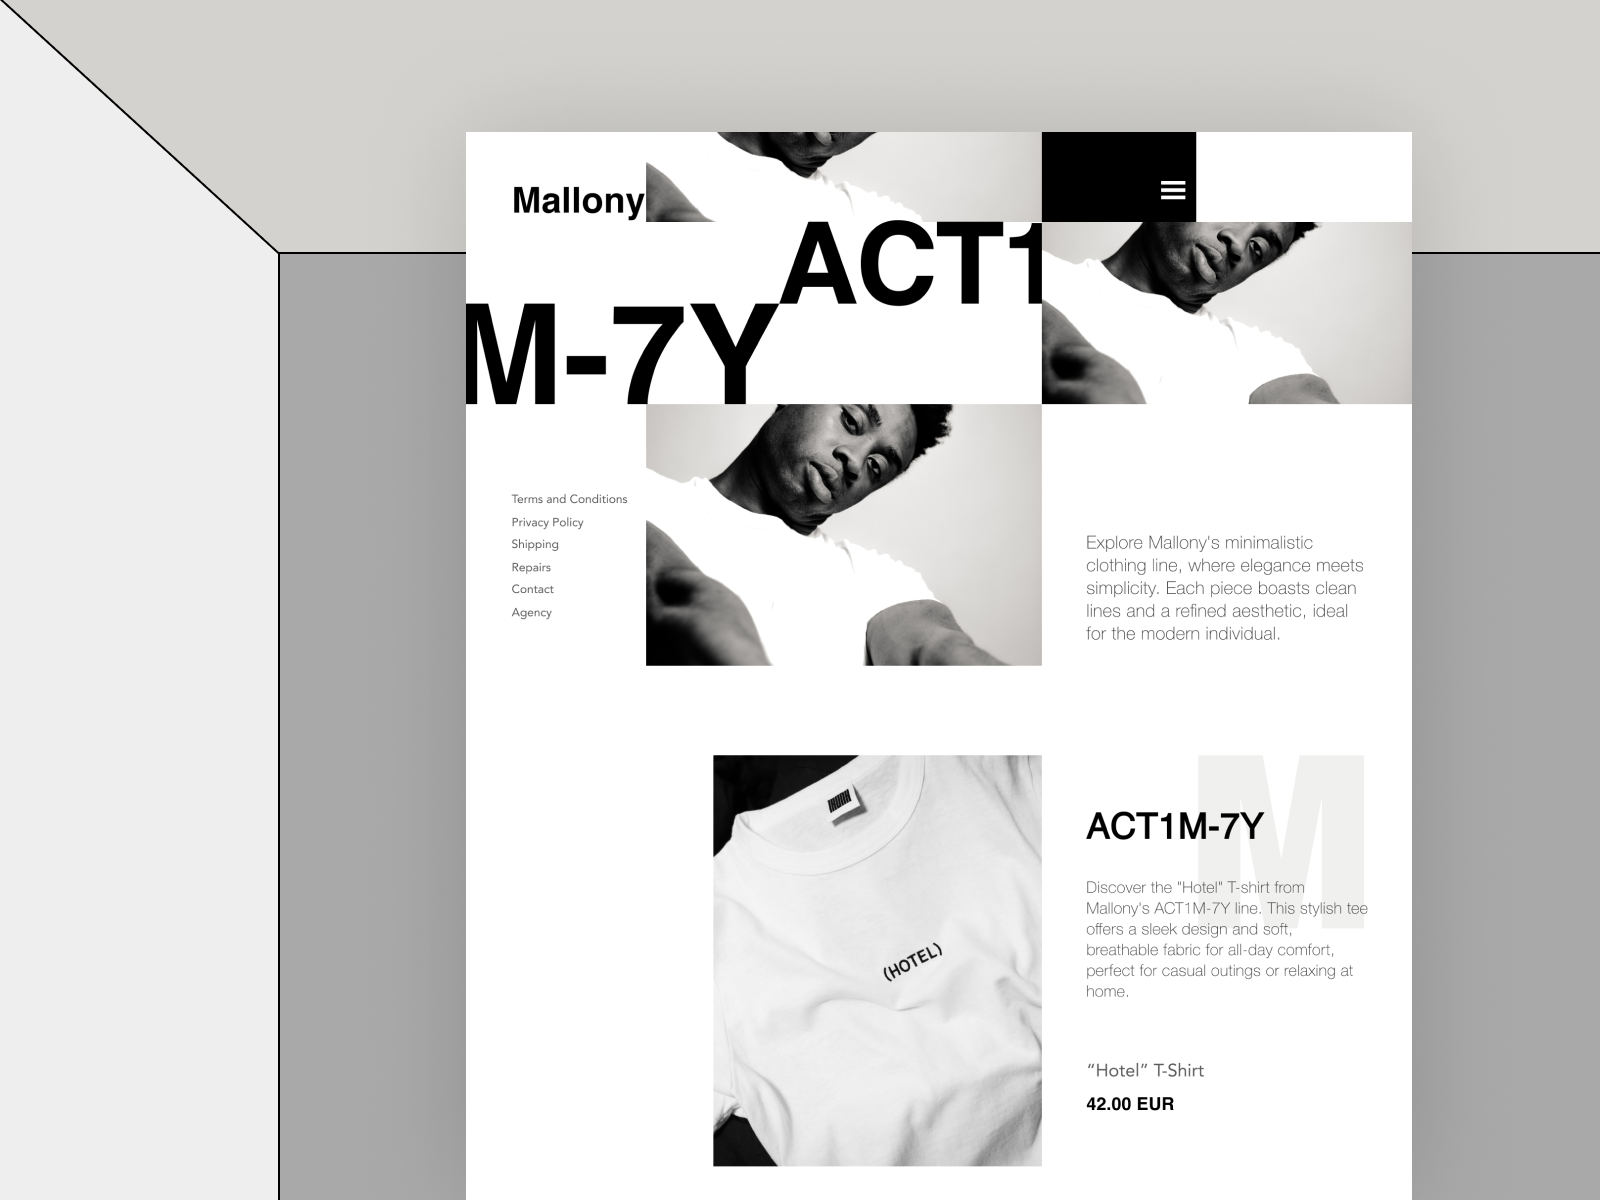 Mallony
ACT1
M-7Y
Terms and Conditions
Privacy Policy
Shipping
Repairs
Contact
Agency
Explore Mallony's minimalistic
clothing line, where elegance meets
simplicity. Each piece boasts clean
lines and a refined aesthetic, ideal
for the modern individual.
M
ACT1M-7Y
Discover the "Hotel" T-shirt from
Mallony's ACT1M-7Y line. This stylish tee
offers a sleek design and soft,
breathable fabric for all-day comfort,
perfect for casual outings or relaxing at
home.
(HOTEL)
“Hotel” T-Shirt
42.00 EUR